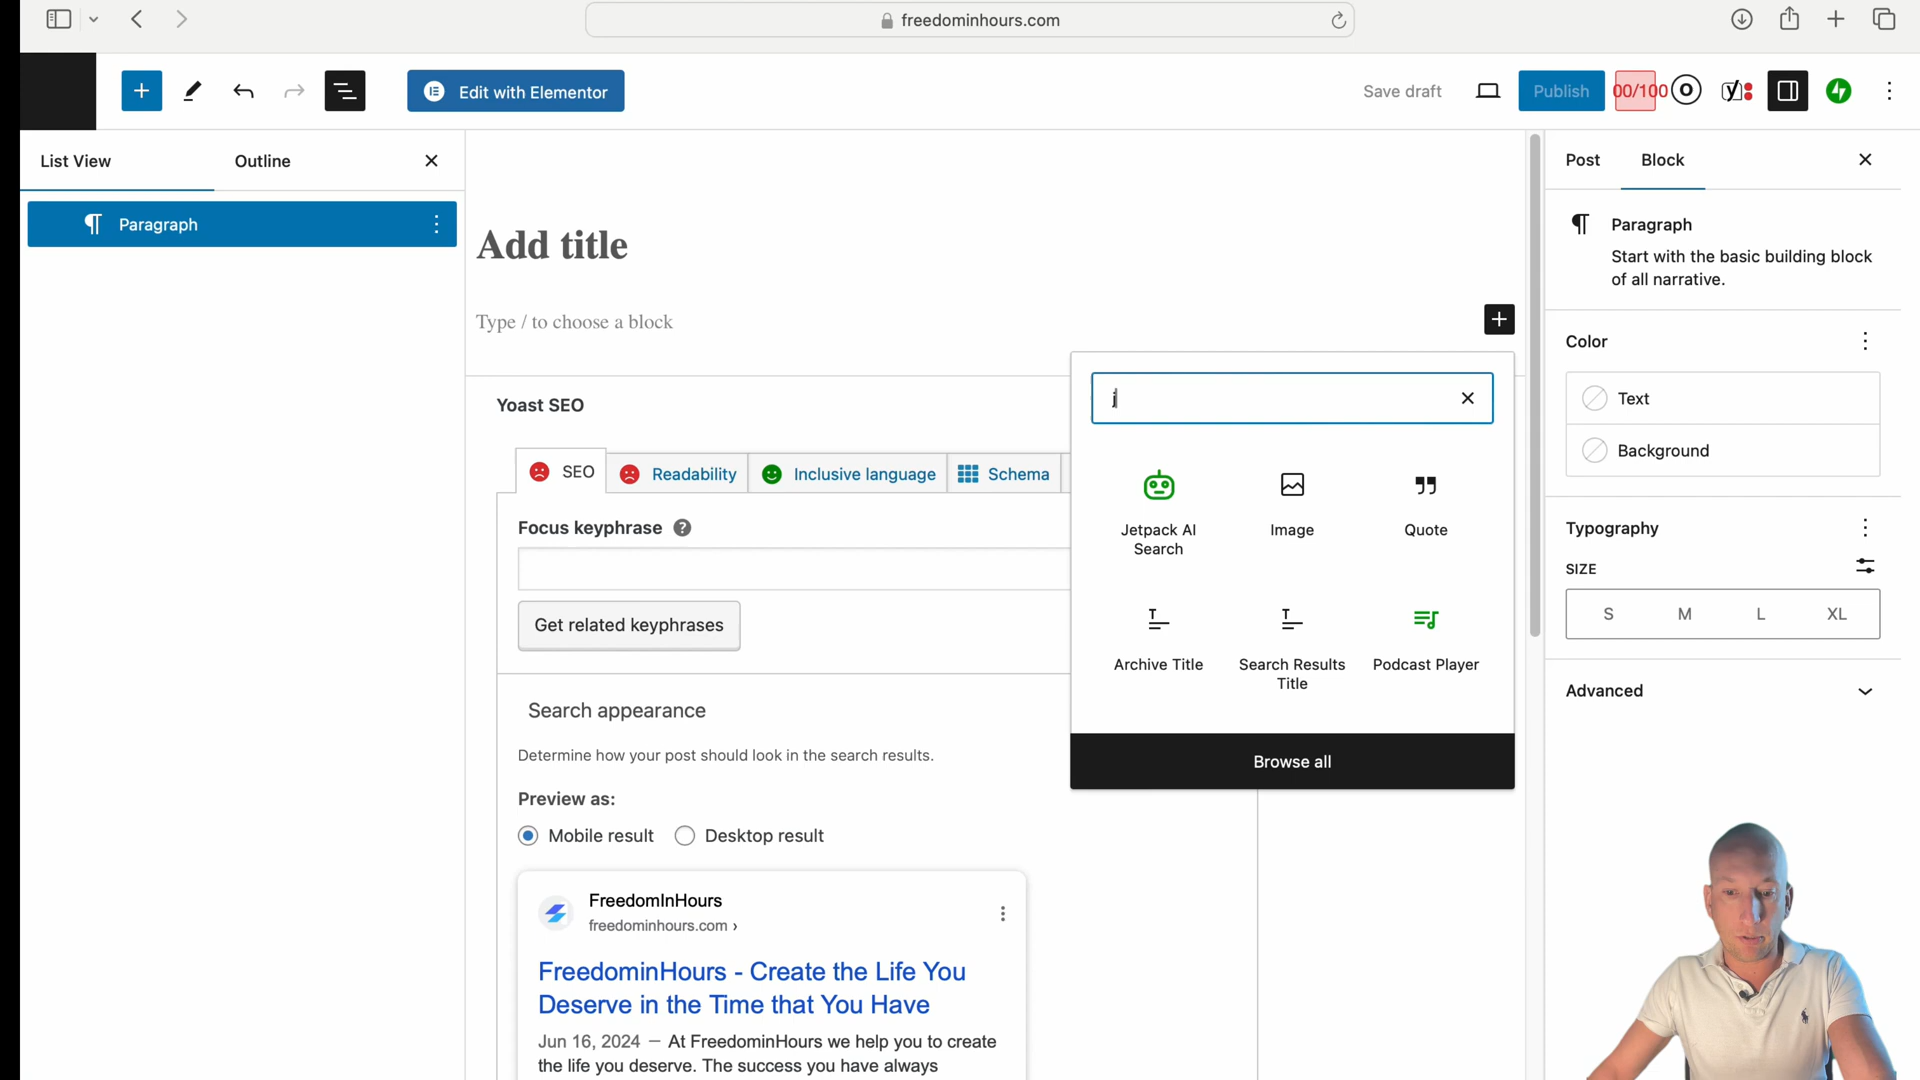 freedominhours.com
Edit with Elementor
Save draft
Publish
00/100
List View
Outline
Paragraph
Add title
Type / to choose a block
Yoast SEO
SEO
Readability
Inclusive language
Schema
Focus keyphrase
Get related keyphrases
Search appearance
Determine how your post should look in the search results.
Preview as:
Mobile result
Desktop result
FreedomInHours
freedominhours.com ›
FreedominHours - Create the Life You
Deserve in the Time that You Have
Jun 16, 2024 — At FreedominHours we help you to create
the life you deserve. The success you have always
j
Jetpack AI
Search
Image
Quote
Archive Title
Search Results
Title
Podcast Player
Browse all
Post
Block
Paragraph
Start with the basic building block
of all narrative.
Color
Text
Background
Typography
SIZE
S M L XL
Advanced